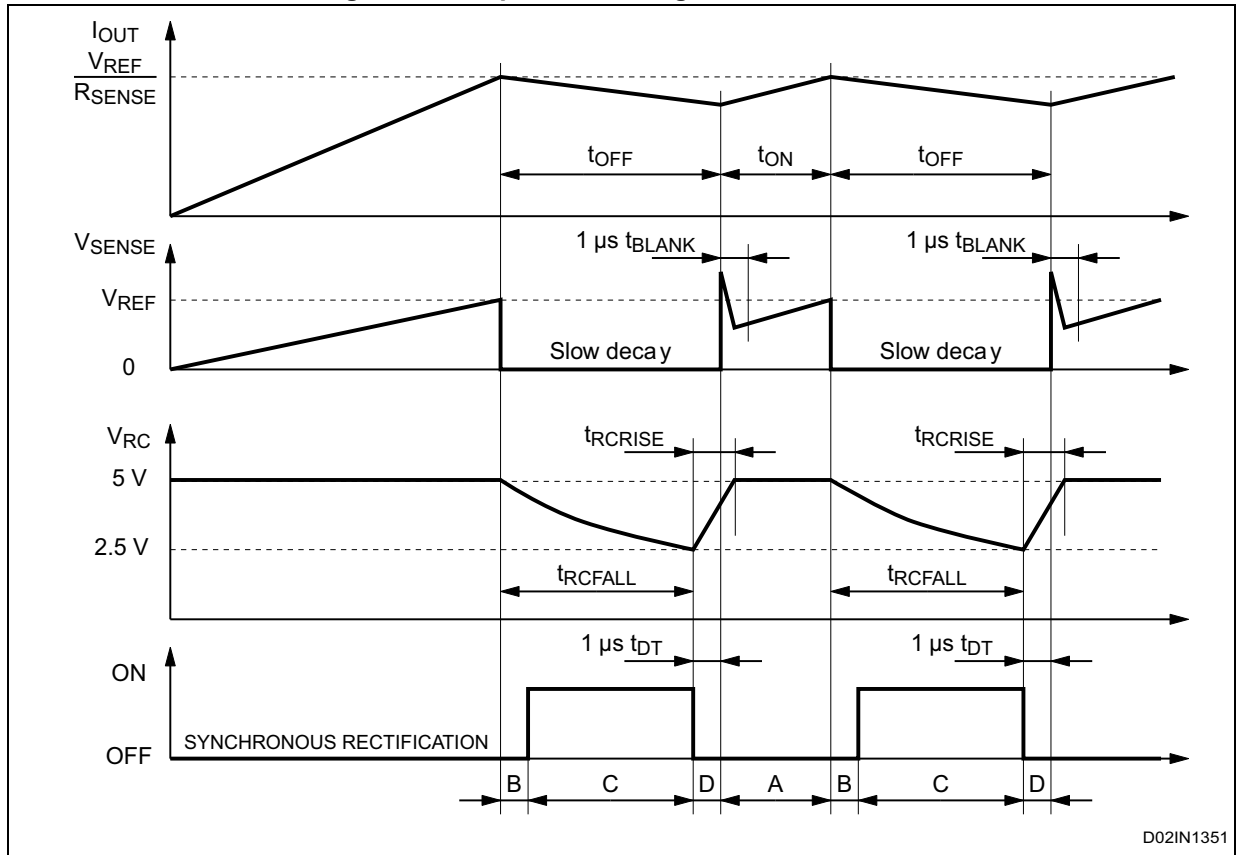 IOUT
VREF
RSENSE
tOFF tON tOFF
VSENSE
1 µs tBLANK 1 µs tBLANK
VREF
Slow decay Slow decay
0
VRC
tRCRISE tRCRISE
5 V
2.5 V
tRCFALL tRCFALL
1 µs tDT 1 µs tDT
ON
SYNCHRONOUS RECTIFICATION
OFF
B C D A B C D
D02IN1351